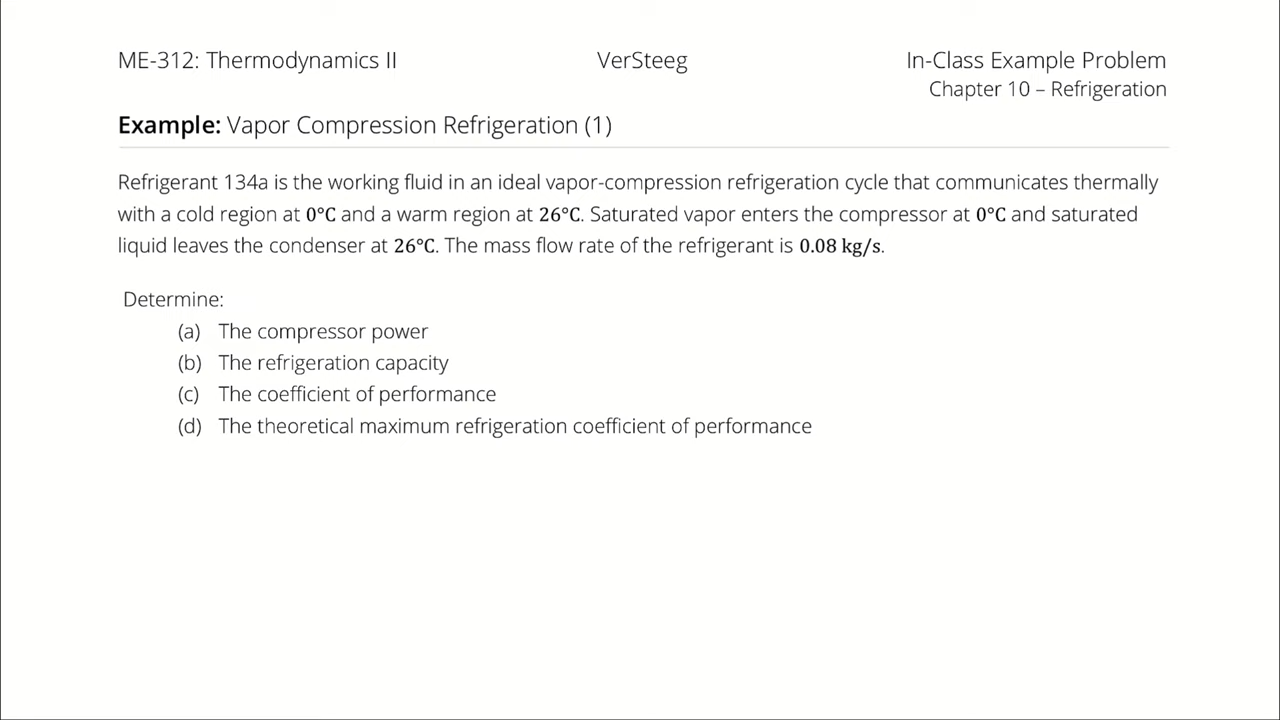 ME-312: Thermodynamics II VerSteeg In-Class Example Problem
Chapter 10 – Refrigeration
Example: Vapor Compression Refrigeration (1)
Refrigerant 134a is the working fluid in an ideal vapor-compression refrigeration cycle that communicates thermally
with a cold region at 0°C and a warm region at 26°C. Saturated vapor enters the compressor at 0°C and saturated
liquid leaves the condenser at 26°C. The mass flow rate of the refrigerant is 0.08 kg/s.
Determine:
(a) The compressor power
(b) The refrigeration capacity
(c) The coefficient of performance
(d) The theoretical maximum refrigeration coefficient of performance